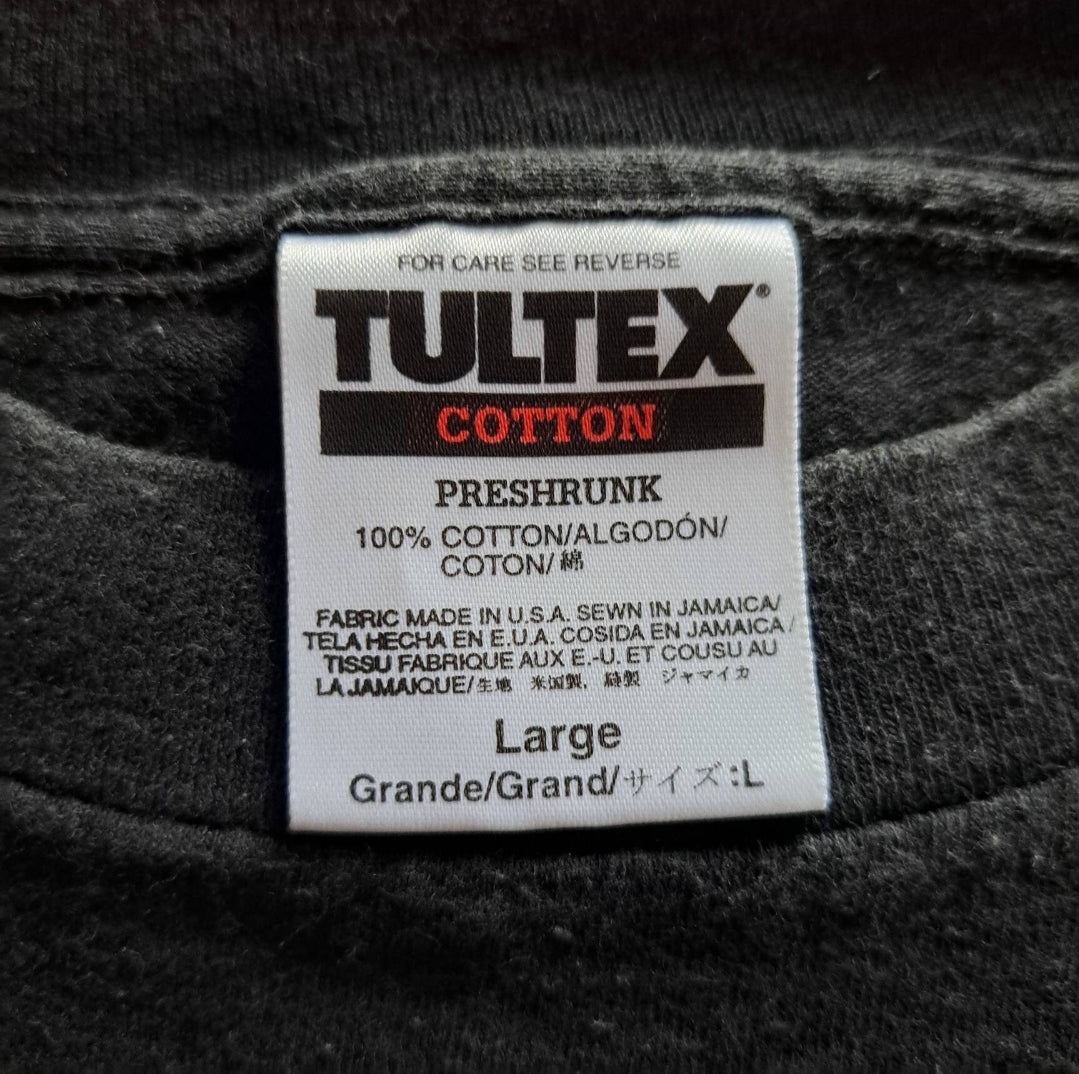 FOR CARE SEE REVERSE
TULTEX®
COTTON
PRESHRUNK
100% COTTON/ALGODÓN/
COTON/綿
FABRIC MADE IN U.S.A. SEWN IN JAMAICA/
TELA HECHA EN E.U.A. COSIDA EN JAMAICA/
TISSU FABRIQUE AUX E.-U. ET COUSU AU
LA JAMAIQUE/生地 米国製, 縫製 ジャマイカ
Large
Grande/Grand/サイズ:L